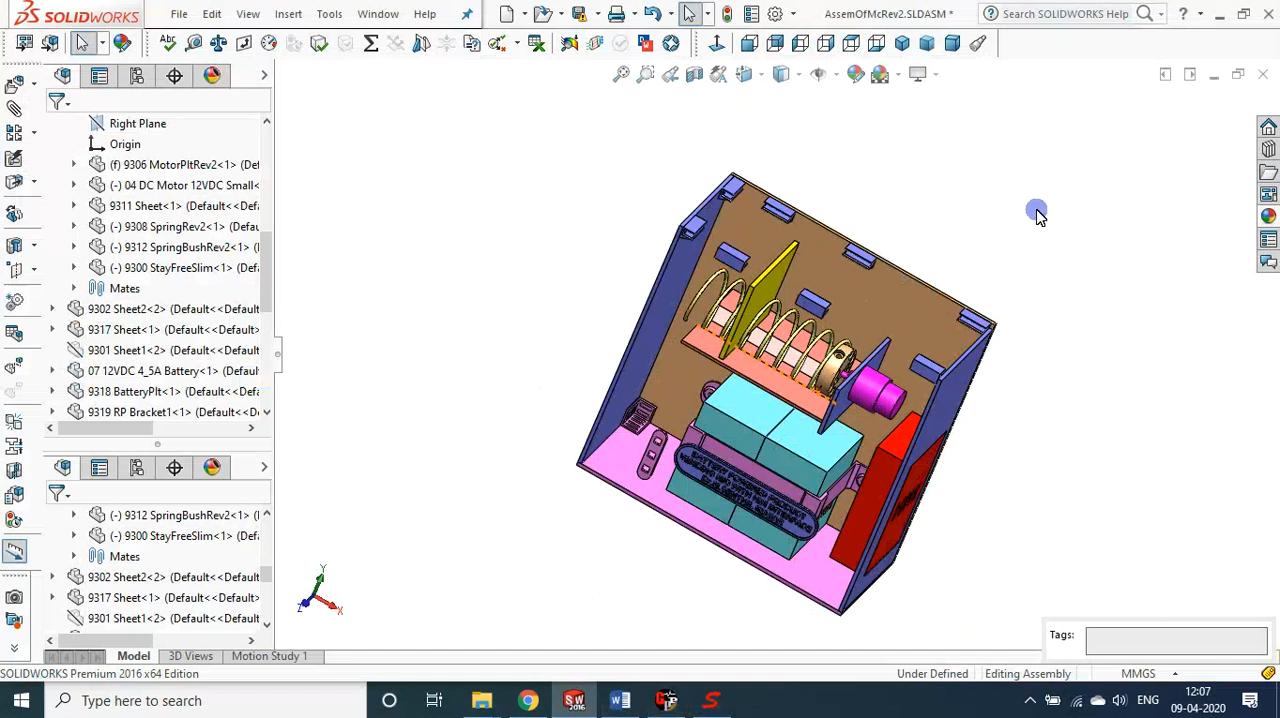 SOLIDWORKS
File
Edit
View
Insert
Tools
Window
Help
AssemOfMcRev2.SLDASM *
Search SOLIDWORKS Help
Right Plane
Origin
(f) 9306 MotorPltRev2<1> (Def
(-) 04 DC Motor 12VDC Small<
9311 Sheet<1> (Default<<Defa
(-) 9308 SpringRev2<1> (Defau
(-) 9312 SpringBushRev2<1> (
(-) 9300 StayFreeSlim<1> (Defa
Mates
9302 Sheet2<2> (Default<<Default
9317 Sheet<1> (Default<<Default>
9301 Sheet1<2> (Default<<Default
07 12VDC 4_5A Battery<1> (Defau
9318 BatteryPlt<1> (Default<<Defa
9319 RP Bracket1<1> (Default<<De
(-) 9312 SpringBushRev2<1> (
(-) 9300 StayFreeSlim<1> (Defa
Mates
9302 Sheet2<2> (Default<<Default
9317 Sheet<1> (Default<<Default>
9301 Sheet1<2> (Default<<Default
Tags:
Model
3D Views
Motion Study 1
SOLIDWORKS Premium 2016 x64 Edition
Under Defined
Editing Assembly
MMGS
Type here to search
ENG
12:07
09-04-2020